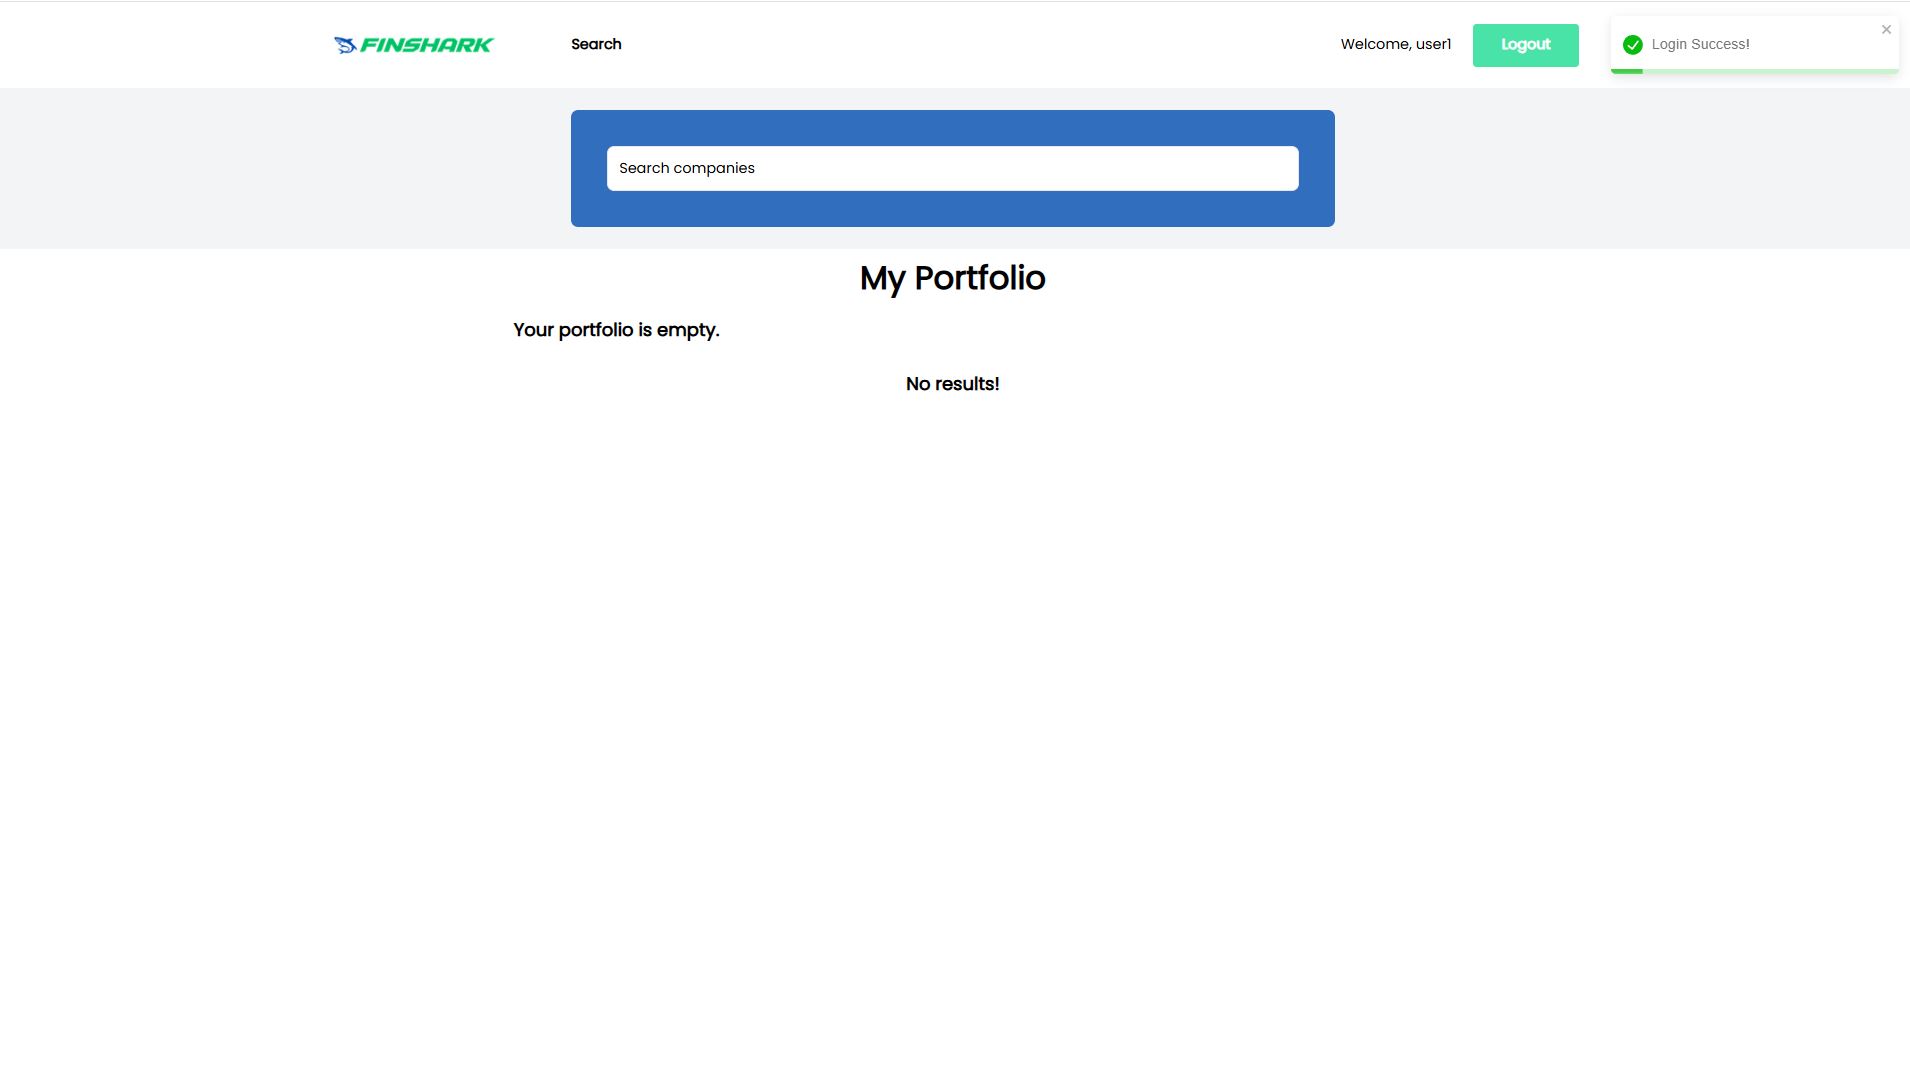 FINSHARK
Search
Welcome, user1
Logout
Login Success!
Search companies
My Portfolio
Your portfolio is empty.
No results!